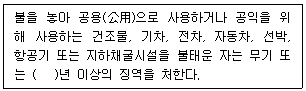 불을 놓아 공용(公用)으로 사용하거나 공익을 위
해 사용하는 건조물, 기차, 전차, 자동차, 선박,
항공기 또는 지하채굴시설을 불태운 자는 무기 또
는 (   )년 이상의 징역을 처한다.